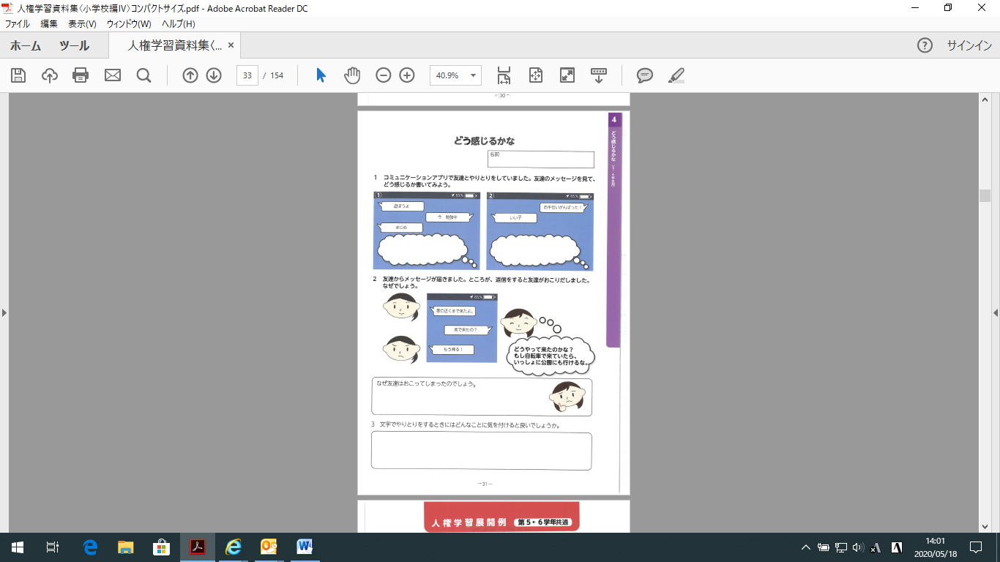 人権学習資料集〈小学校編Ⅳ〉コンパクトサイズ.pdf - Adobe Acrobat Reader DC
ファイル 編集 表示(V) ウィンドウ(W) ヘルプ(H)
ホーム ツール 人権学習資料集〈... × ? サインイン
33 / 154 40.9%
-30-
4 どう感じるかな
どう感じるかな
名前
1 コミュニケーションアプリで友達とやりとりをしていました。友達のメッセージを見て、
どう感じるか書いてみよう。
① 85%
遊ぼうよ
今 勉強中
まじめ
② 85%
お手伝いがんばった！
いい子
2 友達からメッセージが届きました。ところが、返信をすると友達がおこりだしました。
なぜでしょう。
85%
家の近くまで来たよ。
何で来たの？
もう帰る！
どうやって来たのかな？
もし自転車で来ていたら、
いっしょに公園にも行けるな。
なぜ友達はおこってしまったのでしょう。
3 文字でやりとりをするときにはどんなことに気を付けると良いでしょうか。
-31-
人権学習展開例 第5・6学年共通
A 14:01
2020/05/18